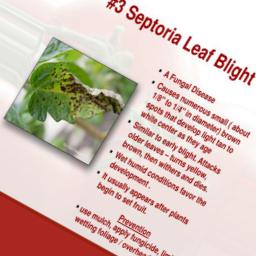 #3 Septoria Leaf Blight
• A Fungal Disease
• Causes numerous small ( about
1/8" to 1/4" in diameter) brown
spots that develop light tan to
while center as they age
• Similar to early blight. Attacks
older leaves – turns yellow,
brown, then withers and dies.
• Wet humid conditions favor the
development .
• It usually appears after plants
begin to set fruit.
Prevention
• use mulch, apply fungicide,
wetting foliage /